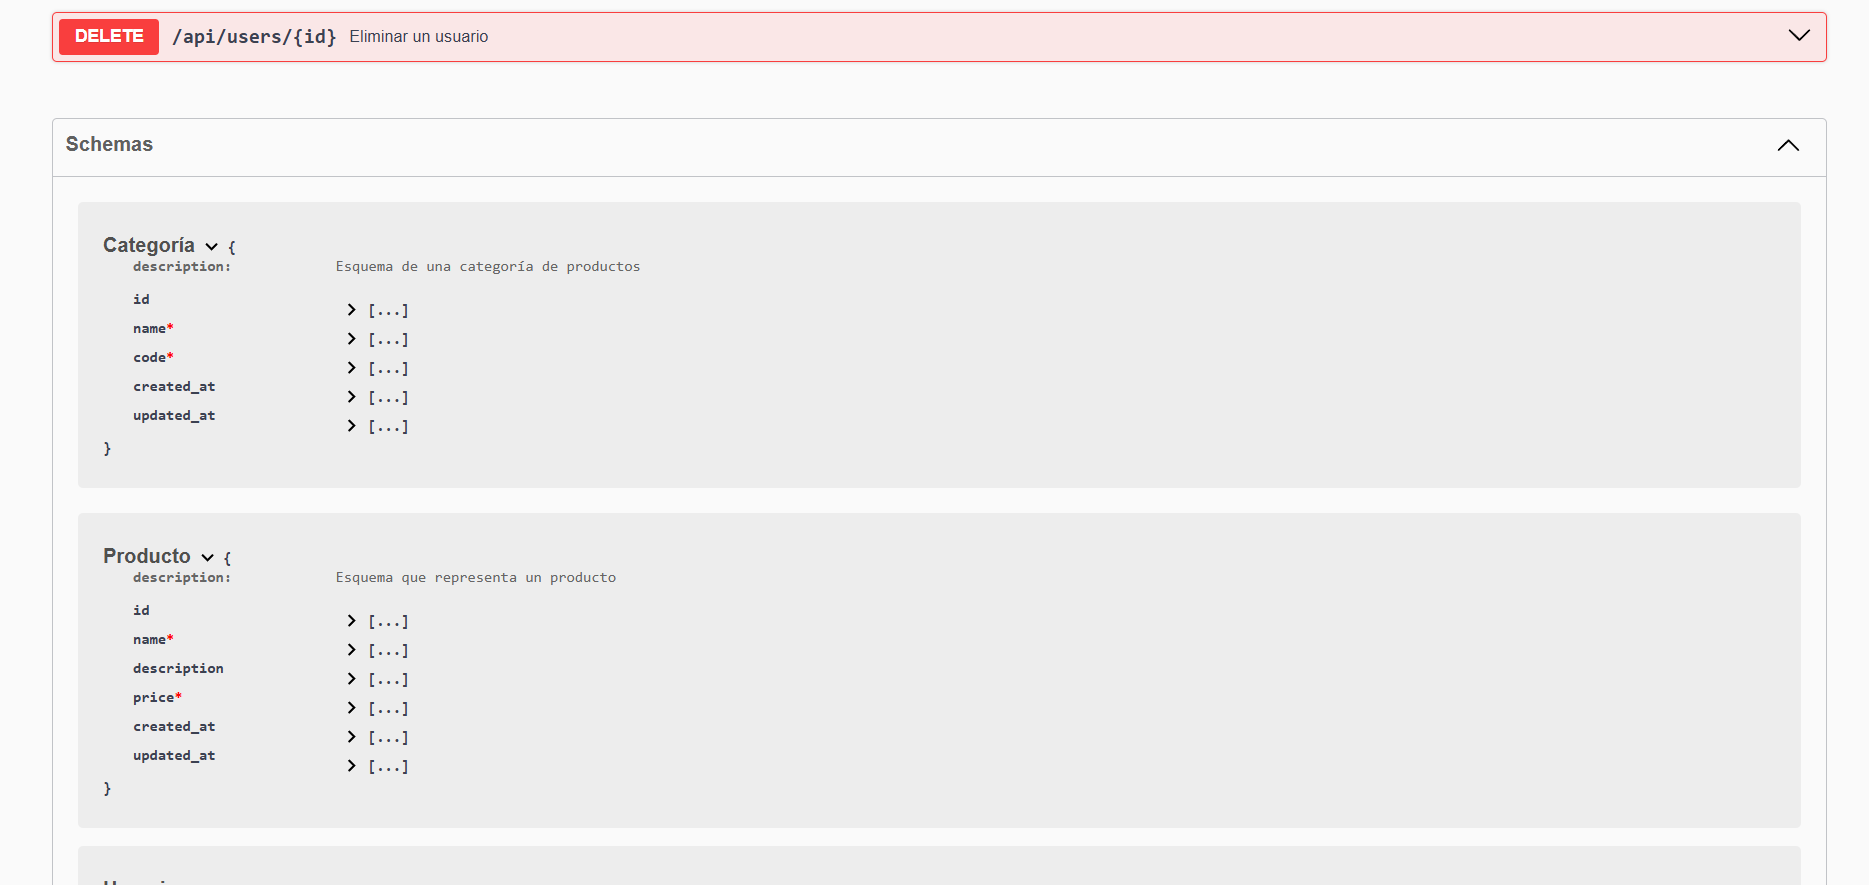 DELETE /api/users/{id} Eliminar un usuario
Schemas
Categoría {
description: Esquema de una categoría de productos
id [...]
name* [...]
code* [...]
created_at [...]
updated_at [...]
}
Producto {
description: Esquema que representa un producto
id [...]
name* [...]
description [...]
price* [...]
created_at [...]
updated_at [...]
}